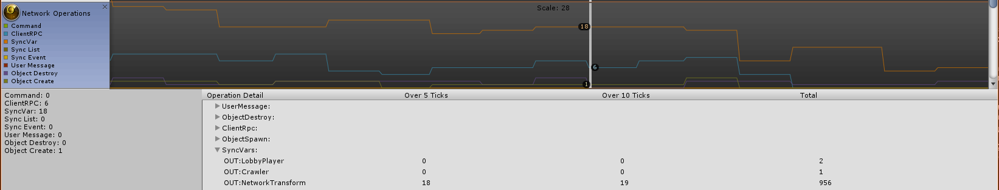 Network Operations
Command
ClientRPC
SyncVar
Sync List
Sync Event
User Message
Object Destroy
Object Create
Scale: 28
18
6
1
Command: 0
ClientRPC: 6
SyncVar: 18
Sync List: 0
Sync Event: 0
User Message: 0
Object Destroy: 0
Object Create: 1
Operation Detail Over 5 Ticks Over 10 Ticks Total
UserMessage:
ObjectDestroy:
ClientRpc:
ObjectSpawn:
SyncVars:
OUT:LobbyPlayer 0 0 2
OUT:Crawler 0 0 1
OUT:NetworkTransform 18 19 956